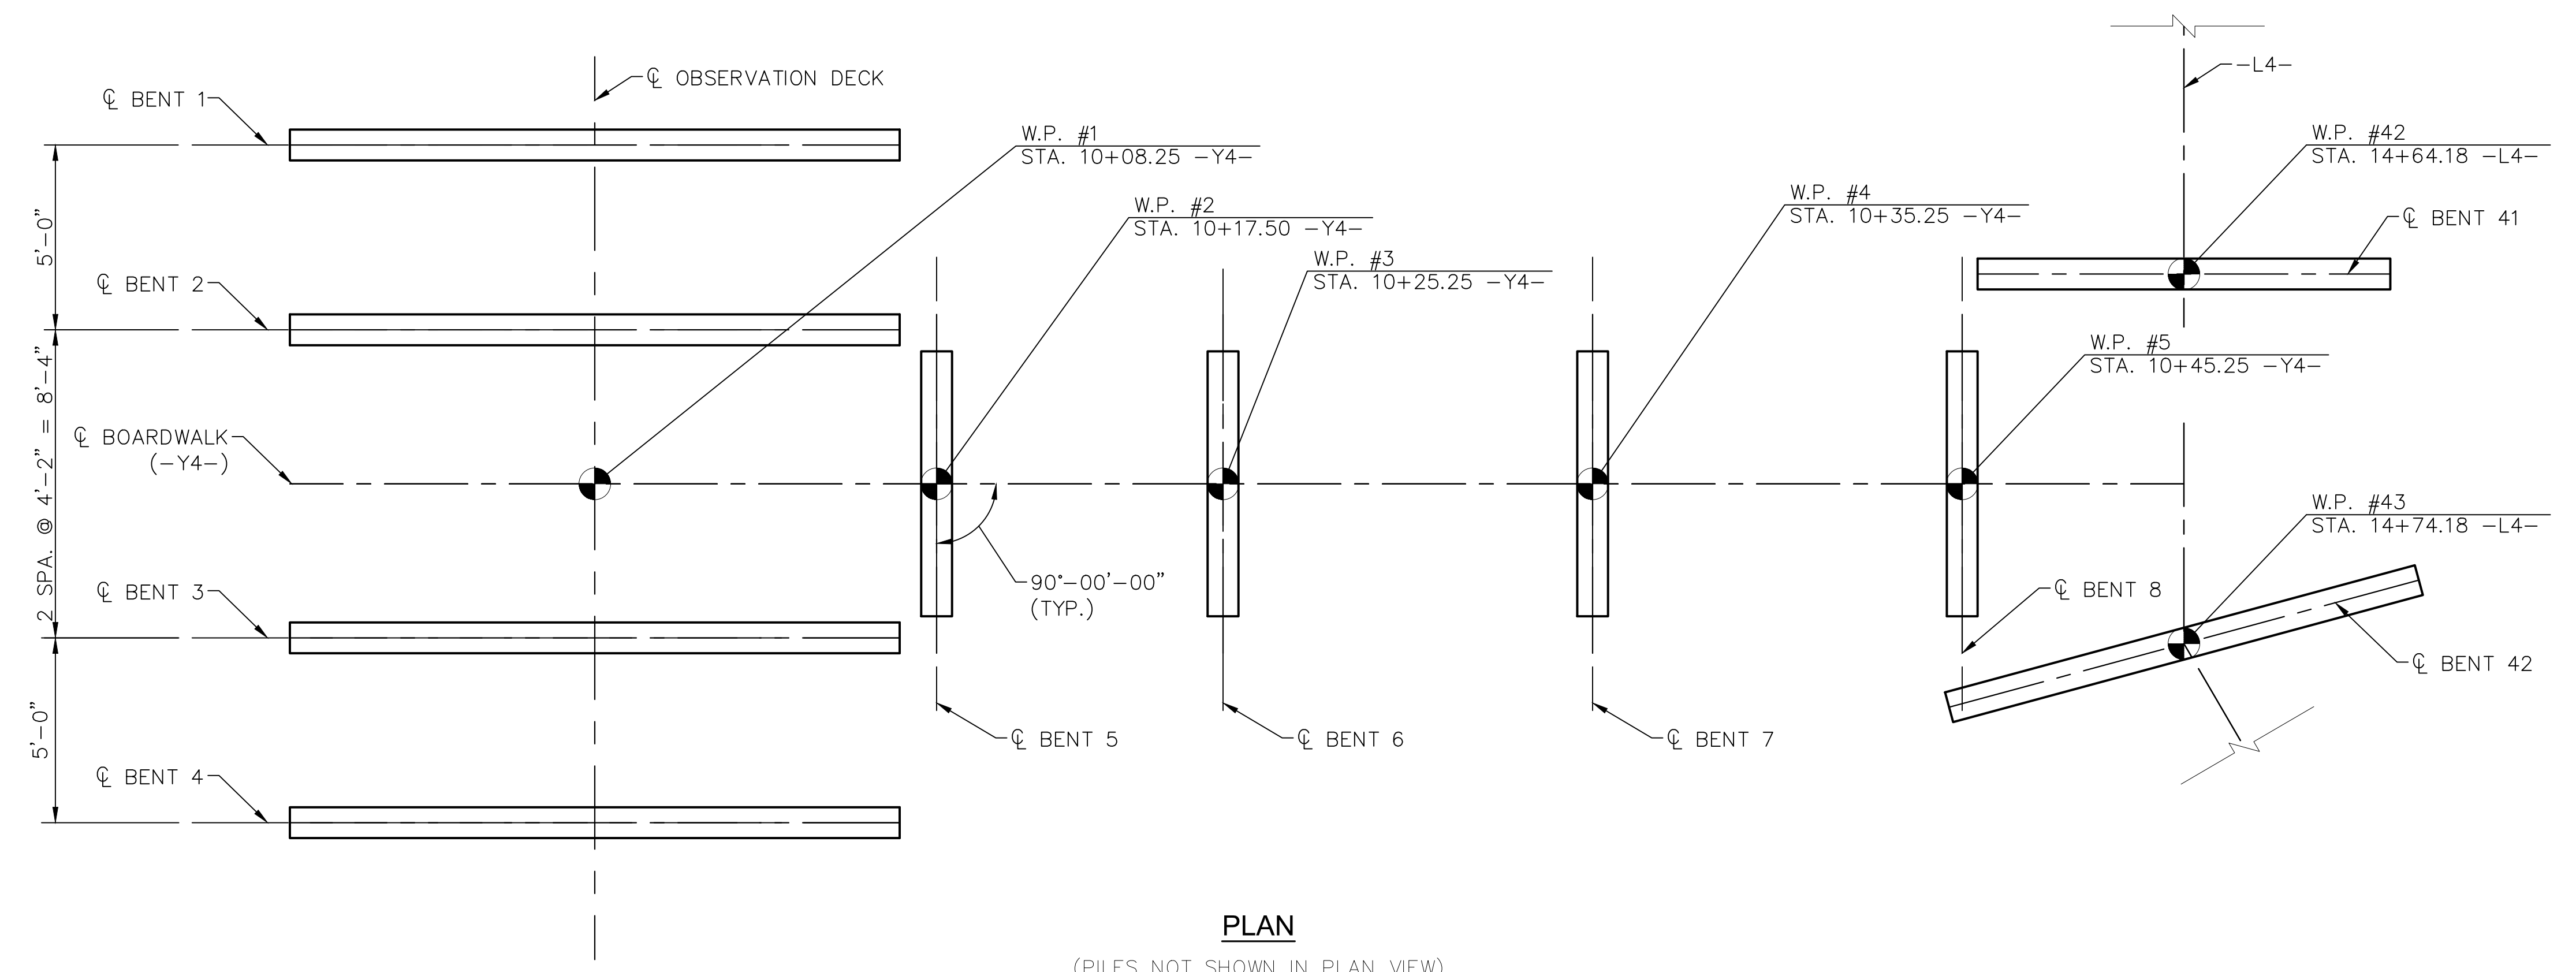 ℄ OBSERVATION DECK
-L4-
℄ BENT 1
W.P. #1
STA. 10+08.25 -Y4-
W.P. #42
STA. 14+64.18 -L4-
W.P. #2
STA. 10+17.50 -Y4-
W.P. #4
STA. 10+35.25 -Y4-
℄ BENT 41
5'-0"
W.P. #3
STA. 10+25.25 -Y4-
℄ BENT 2
W.P. #5
STA. 10+45.25 -Y4-
2 SPA. @ 4'-2" = 8'-4"
℄ BOARDWALK
(-Y4-)
W.P. #43
STA. 14+74.18 -L4-
90°-00'-00"
(TYP.)
℄ BENT 3
℄ BENT 8
℄ BENT 42
5'-0"
℄ BENT 5
℄ BENT 6
℄ BENT 7
℄ BENT 4
PLAN
(PILES NOT SHOWN IN PLAN VIEW)